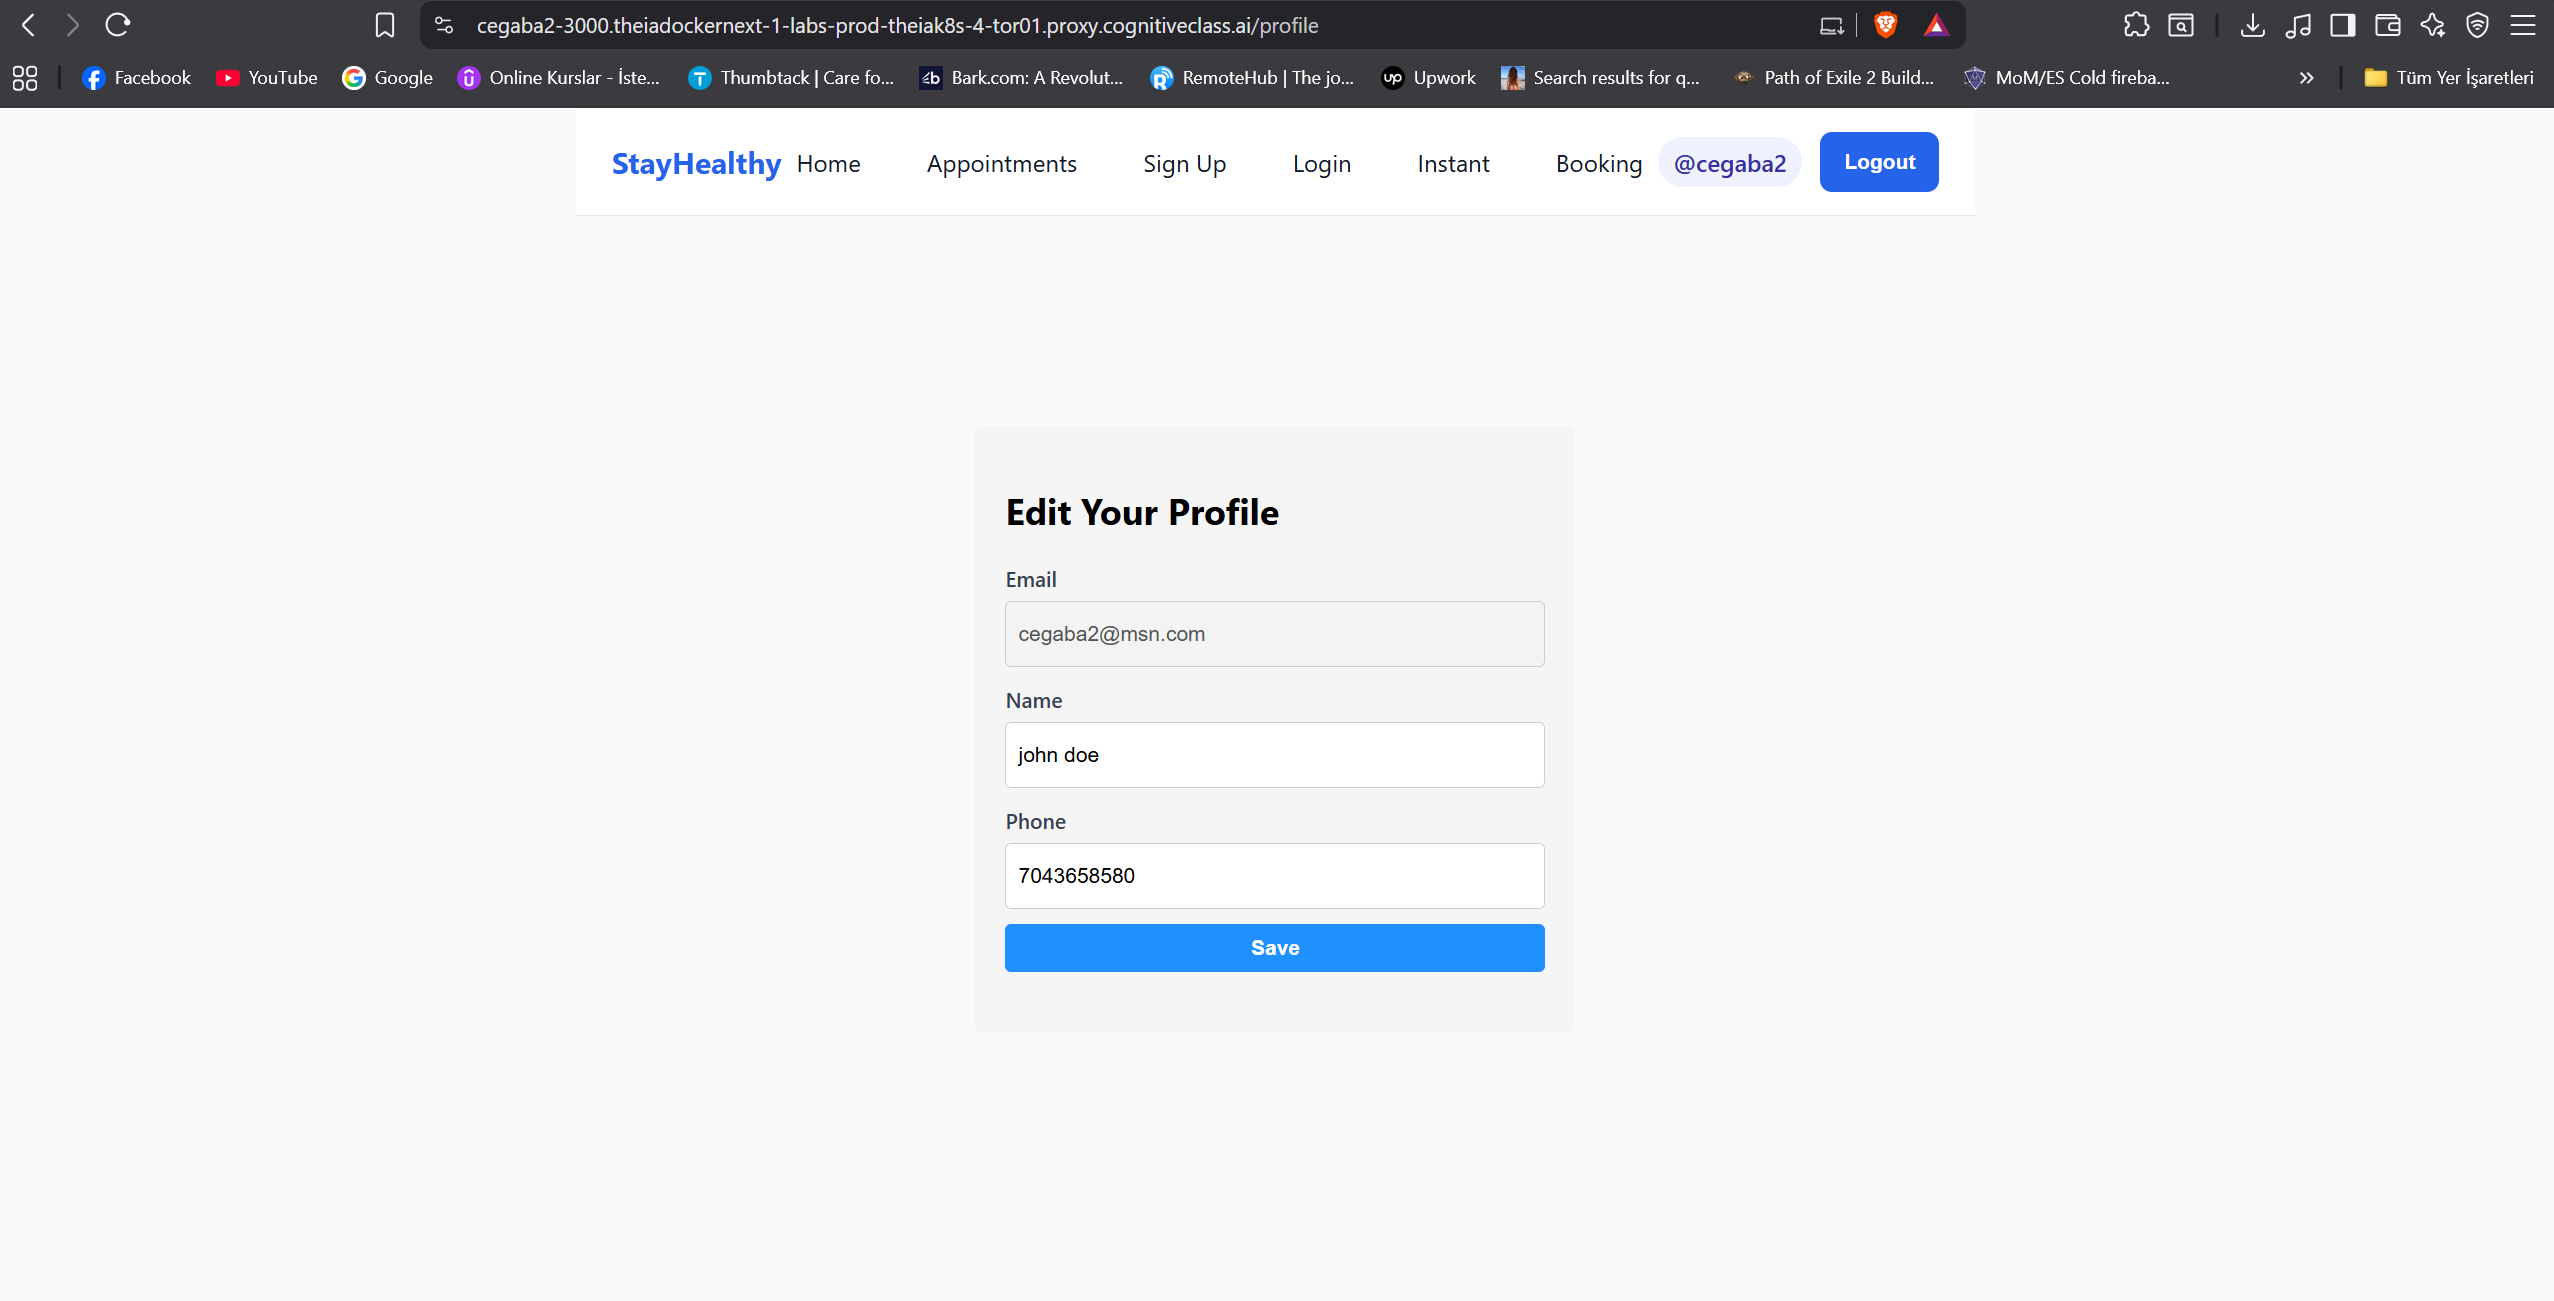 cegaba2-3000.theiadockernext-1-labs-prod-theiak8s-4-tor01.proxy.cognitiveclass.ai/profile
Facebook YouTube Google Online Kurslar - İste... Thumbtack | Care fo... Bark.com: A Revolut... RemoteHub | The jo... Upwork Search results for q... Path of Exile 2 Build... MoM/ES Cold fireba... » Tüm Yer İşaretleri
StayHealthy Home Appointments Sign Up Login Instant Booking @cegaba2 Logout
Edit Your Profile
Email
cegaba2@msn.com
Name
john doe
Phone
7043658580
Save